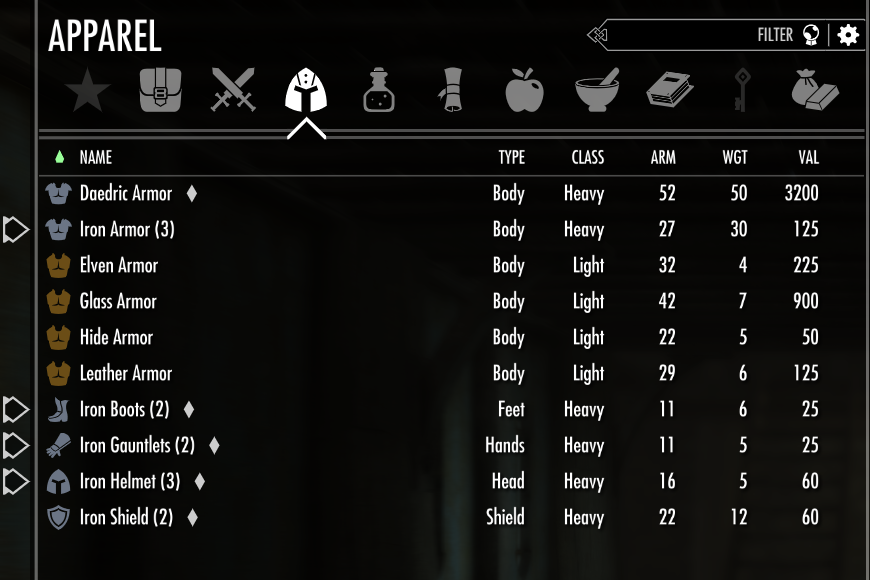 APPAREL
FILTER
NAME TYPE CLASS ARM WGT VAL
Daedric Armor Body Heavy 52 50 3200
Iron Armor (3) Body Heavy 27 30 125
Elven Armor Body Light 32 4 225
Glass Armor Body Light 42 7 900
Hide Armor Body Light 22 5 50
Leather Armor Body Light 29 6 125
Iron Boots (2) Feet Heavy 11 6 25
Iron Gauntlets (2) Hands Heavy 11 5 25
Iron Helmet (3) Head Heavy 16 5 60
Iron Shield (2) Shield Heavy 22 12 60